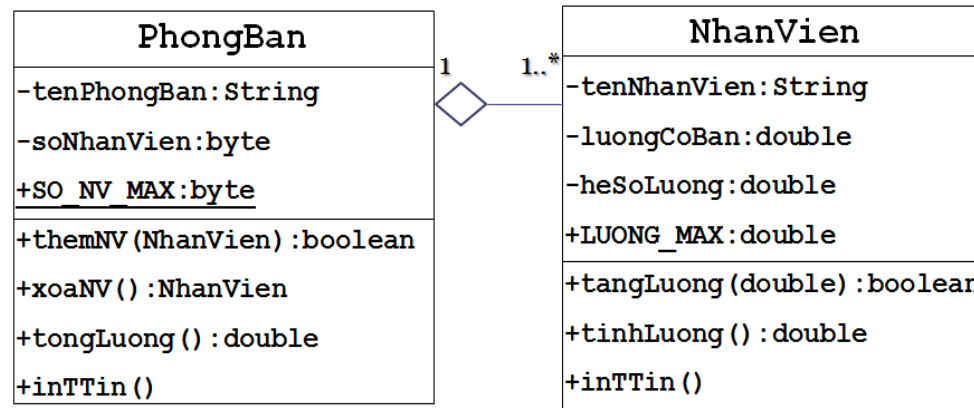 PhongBan
-tenPhongBan:String
-soNhanVien:byte
+SO_NV_MAX:byte
+themNV(NhanVien):boolean
+xoaNV():NhanVien
+tongLuong():double
+inTTin()
1
1..*
NhanVien
-tenNhanVien:String
-luongCoBan:double
-heSoLuong:double
+LUONG_MAX:double
+tangLuong(double):boolean
+tinhLuong():double
+inTTin()